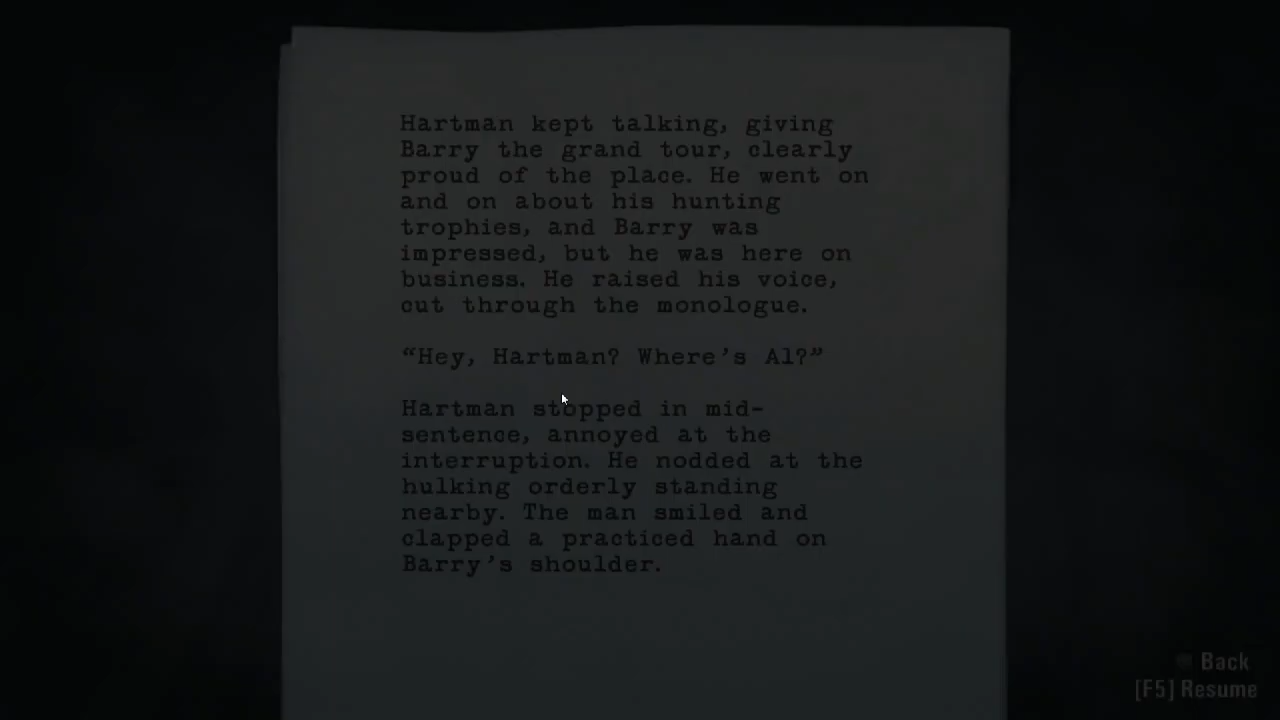 Hartman kept talking, giving
Barry the grand tour, clearly
proud of the place. He went on
and on about his hunting
trophies, and Barry was
impressed, but he was here on
business. He raised his voice,
cut through the monologue.
“Hey, Hartman? Where’s Al?”
Hartman stopped in mid-
sentence, annoyed at the
interruption. He nodded at the
hulking orderly standing
nearby. The man smiled and
clapped a practiced hand on
Barry’s shoulder.
Back
[F5] Resume